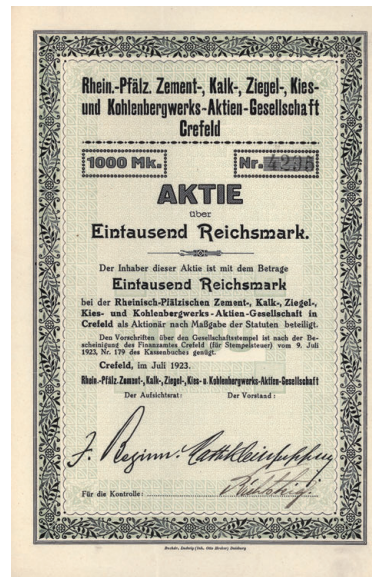 Rhein.-Pfälz. Zement-, Kalk-, Ziegel-, Kies-
und Kohlenbergwerks-Aktien-Gesellschaft
Crefeld
1000 Mk. Nr. 4235
AKTIE
über
Eintausend Reichsmark.
Der Inhaber dieser Aktie ist mit dem Betrage
Eintausend Reichsmark
bei der Rheinisch-Pfälzischen Zement-, Kalk-, Ziegel-,
Kies- und Kohlenbergwerks-Aktien-Gesellschaft in
Crefeld als Aktionär nach Maßgabe der Statuten beteiligt.
Den Vorschriften über den Gesellschaftsstempel ist nach der Be-
scheinigung des Finanzamtes Crefeld (für Stempelsteuer) vom 9. Juli
1923, Nr. 179 des Kassenbuches genügt.
Crefeld, im Juli 1923.
Rhein.-Pfälz. Zement-, Kalk-, Ziegel-, Kies- u. Kohlenbergwerks-Aktien-Gesellschaft
Der Aufsichtsrat: Der Vorstand:
Für die Kontrolle: